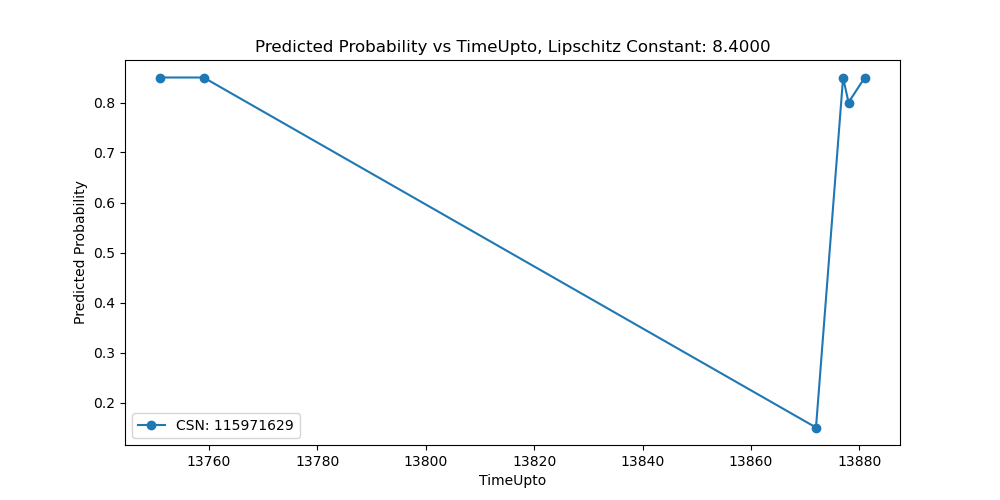 Predicted Probability vs TimeUpto, Lipschitz Constant: 8.4000
Predicted Probability
0.8
0.7
0.6
0.5
0.4
0.3
0.2
CSN: 115971629
13760 13780 13800 13820 13840 13860 13880
TimeUpto